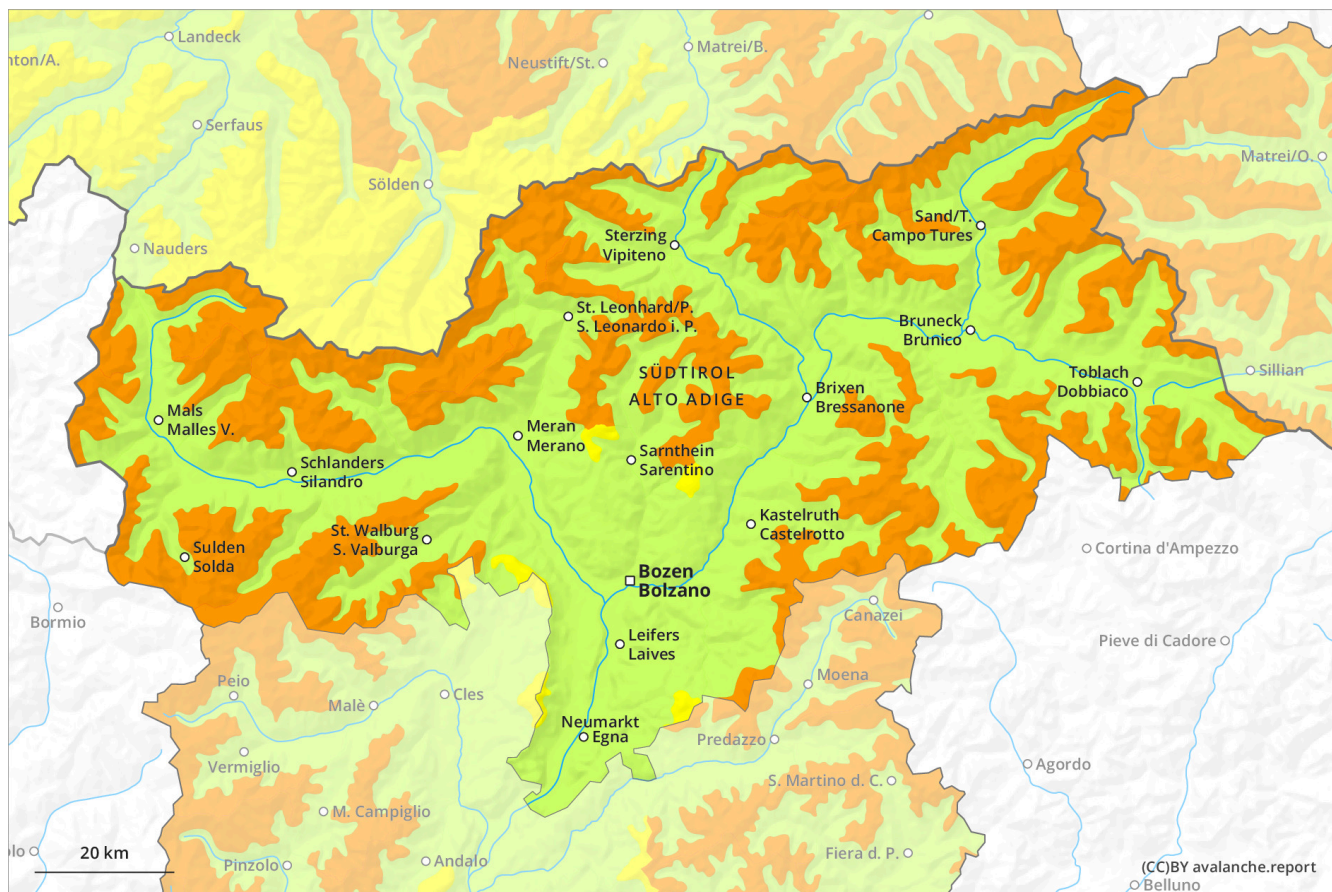 Landeck
Matrei/B.
nton/A.
Neustift/St.
Serfaus
Matrei/O.
Sölden
Sand/T.
Campo Tures
Sterzing
Vipiteno
Nauders
St. Leonhard/P.
S. Leonardo i. P.
Bruneck
Brunico
SÜDTIROL
ALTO ADIGE
Toblach
Dobbiaco
Sillian
Brixen
Bressanone
Mals
Malles V.
Meran
Merano
Sarnthein
Sarentino
Schlanders
Silandro
Kastelruth
Castelrotto
St. Walburg
S. Valburga
Sulden
Solda
Cortina d'Ampezzo
Bozen
Bolzano
Bormio
Canazei
Leifers
Laives
Pieve di Cadore
Peio
Moena
Cles
Malè
Neumarkt
Egna
Predazzo
Vermiglio
Agordo
S. Martino d. C.
M. Campiglio
olo
20 km
Pinzolo
Andalo
Fiera d. P.
(CC)BY avalanche.report
Belluno